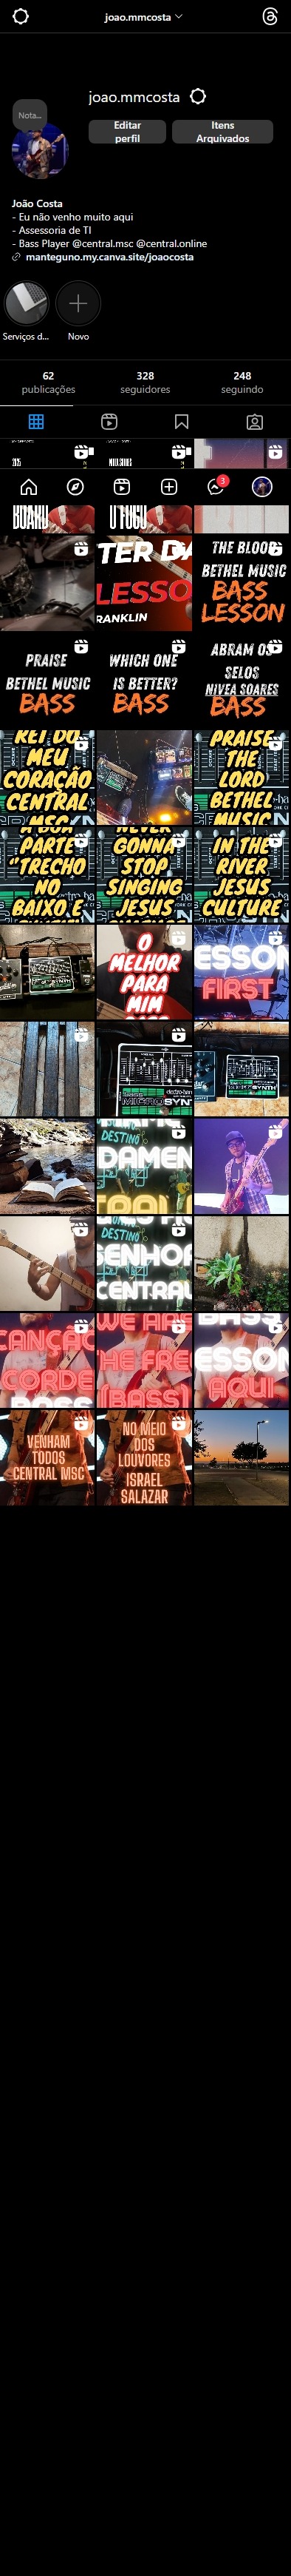 joao.mmcosta
joao.mmcosta
Nota...
Editar
perfil
Itens
Arquivados
João Costa
- Eu não venho muito aqui
- Assessoria de TI
- Bass Player @central.msc @central.online
manteguno.my.canva.site/joaocosta
Serviços d...
Novo
62
publicações
328
seguidores
248
seguindo
3
BOARD
O FOGO
TER DA
LESSO
RANKLIN
THE BLOOD
BETHEL MUSIC
BASS
LESSON
PRAISE
BETHEL MUSIC
BASS
WHICH ONE
IS BETTER?
BASS
ABRAM OS
SELOS
NIVEA SOARES
BASS
REI DO
MEU
CORAÇÃO
CENTRAL
MSC
PRAISE
THE
LORD
BETHEL
MUSIC
PARTE
"TRECHO
NO
BAIXO E
GONNA
STOP
SINGING
JESUS
IN THE
RIVER
JESUS
CULTURE
O
MELHOR
PARA
MIM
ESSON
FIRST
BASS
MICROSYNTH
DESTINO
DAMEN
DESTINO
SENHOR
CENTRAL
CANÇÃO
CORDE
BASS
WE ARE
HE FRE
(BASS)
BASS
ESSON
AQUI
VENHAM
TODOS
CENTRAL MSC
NO MEIO
DOS
LOUVORES
ISRAEL
SALAZAR